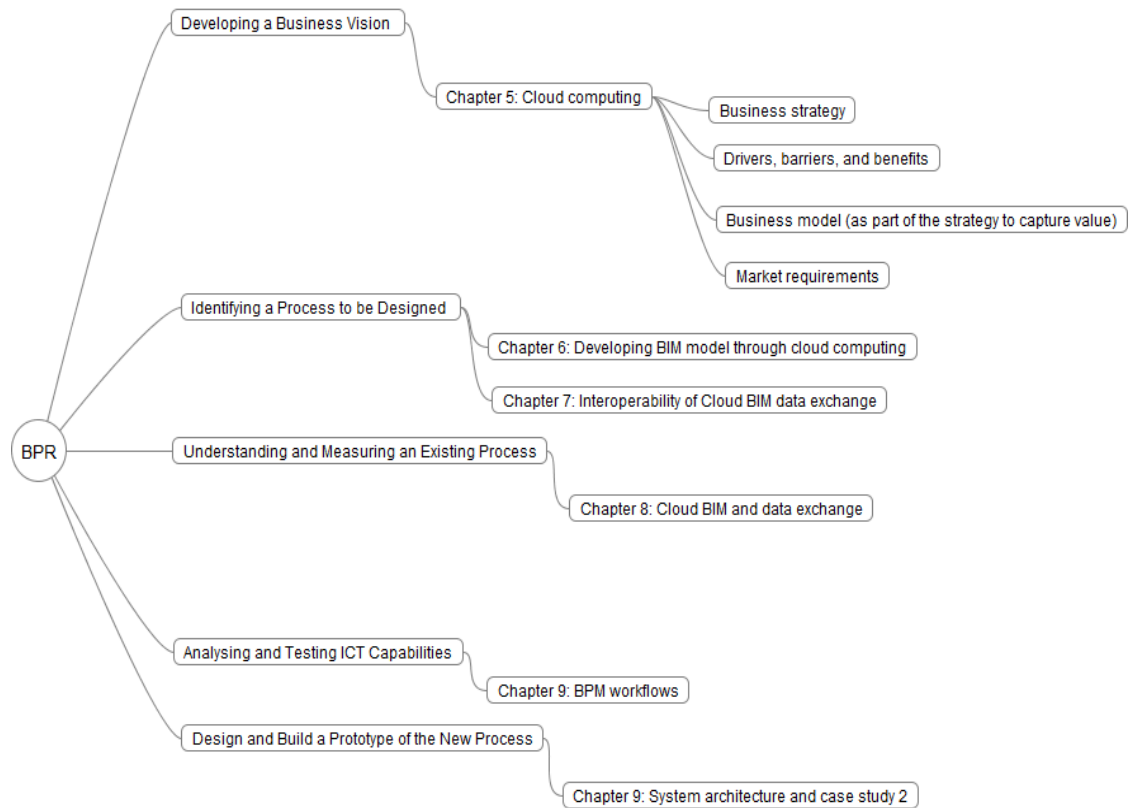 Developing a Business Vision
Chapter 5: Cloud computing
Business strategy
Drivers, barriers, and benefits
Business model (as part of the strategy to capture value)
Market requirements
Identifying a Process to be Designed
Chapter 6: Developing BIM model through cloud computing
Chapter 7: Interoperability of Cloud BIM data exchange
BPR
Understanding and Measuring an Existing Process
Chapter 8: Cloud BIM and data exchange
Analysing and Testing ICT Capabilities
Chapter 9: BPM workflows
Design and Build a Prototype of the New Process
Chapter 9: System architecture and case study 2